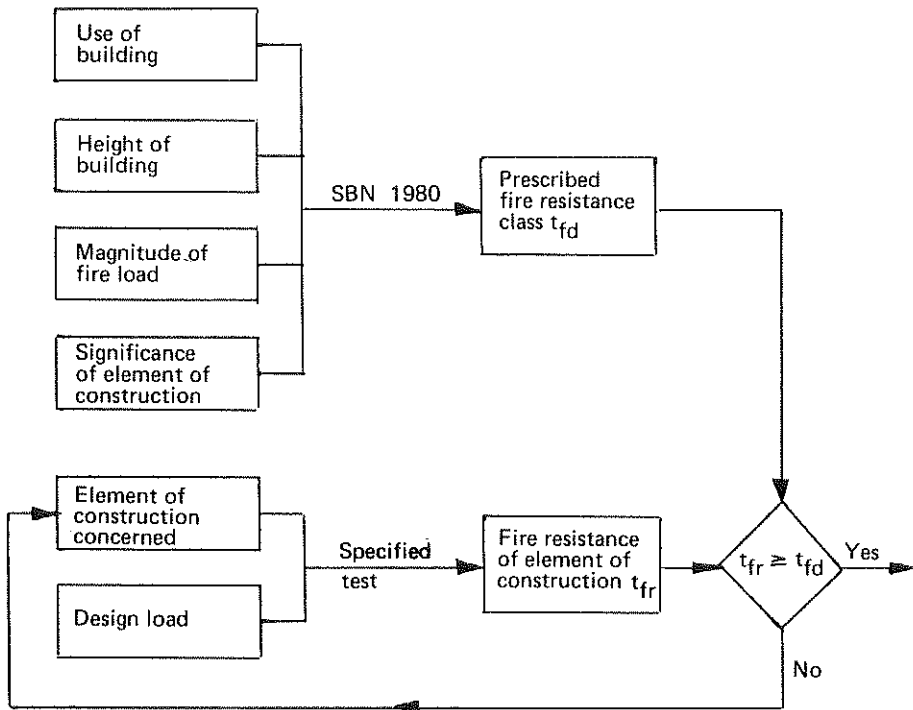 Use of
building
Height of
building
Magnitude of
fire load
Significance
of element of
construction
SBN 1980
Prescribed
fire resistance
class t_fd
Element of
construction
concerned
Design load
Specified
test
Fire resistance
of element of
construction t_fr
t_fr ≧ t_fd
Yes
No